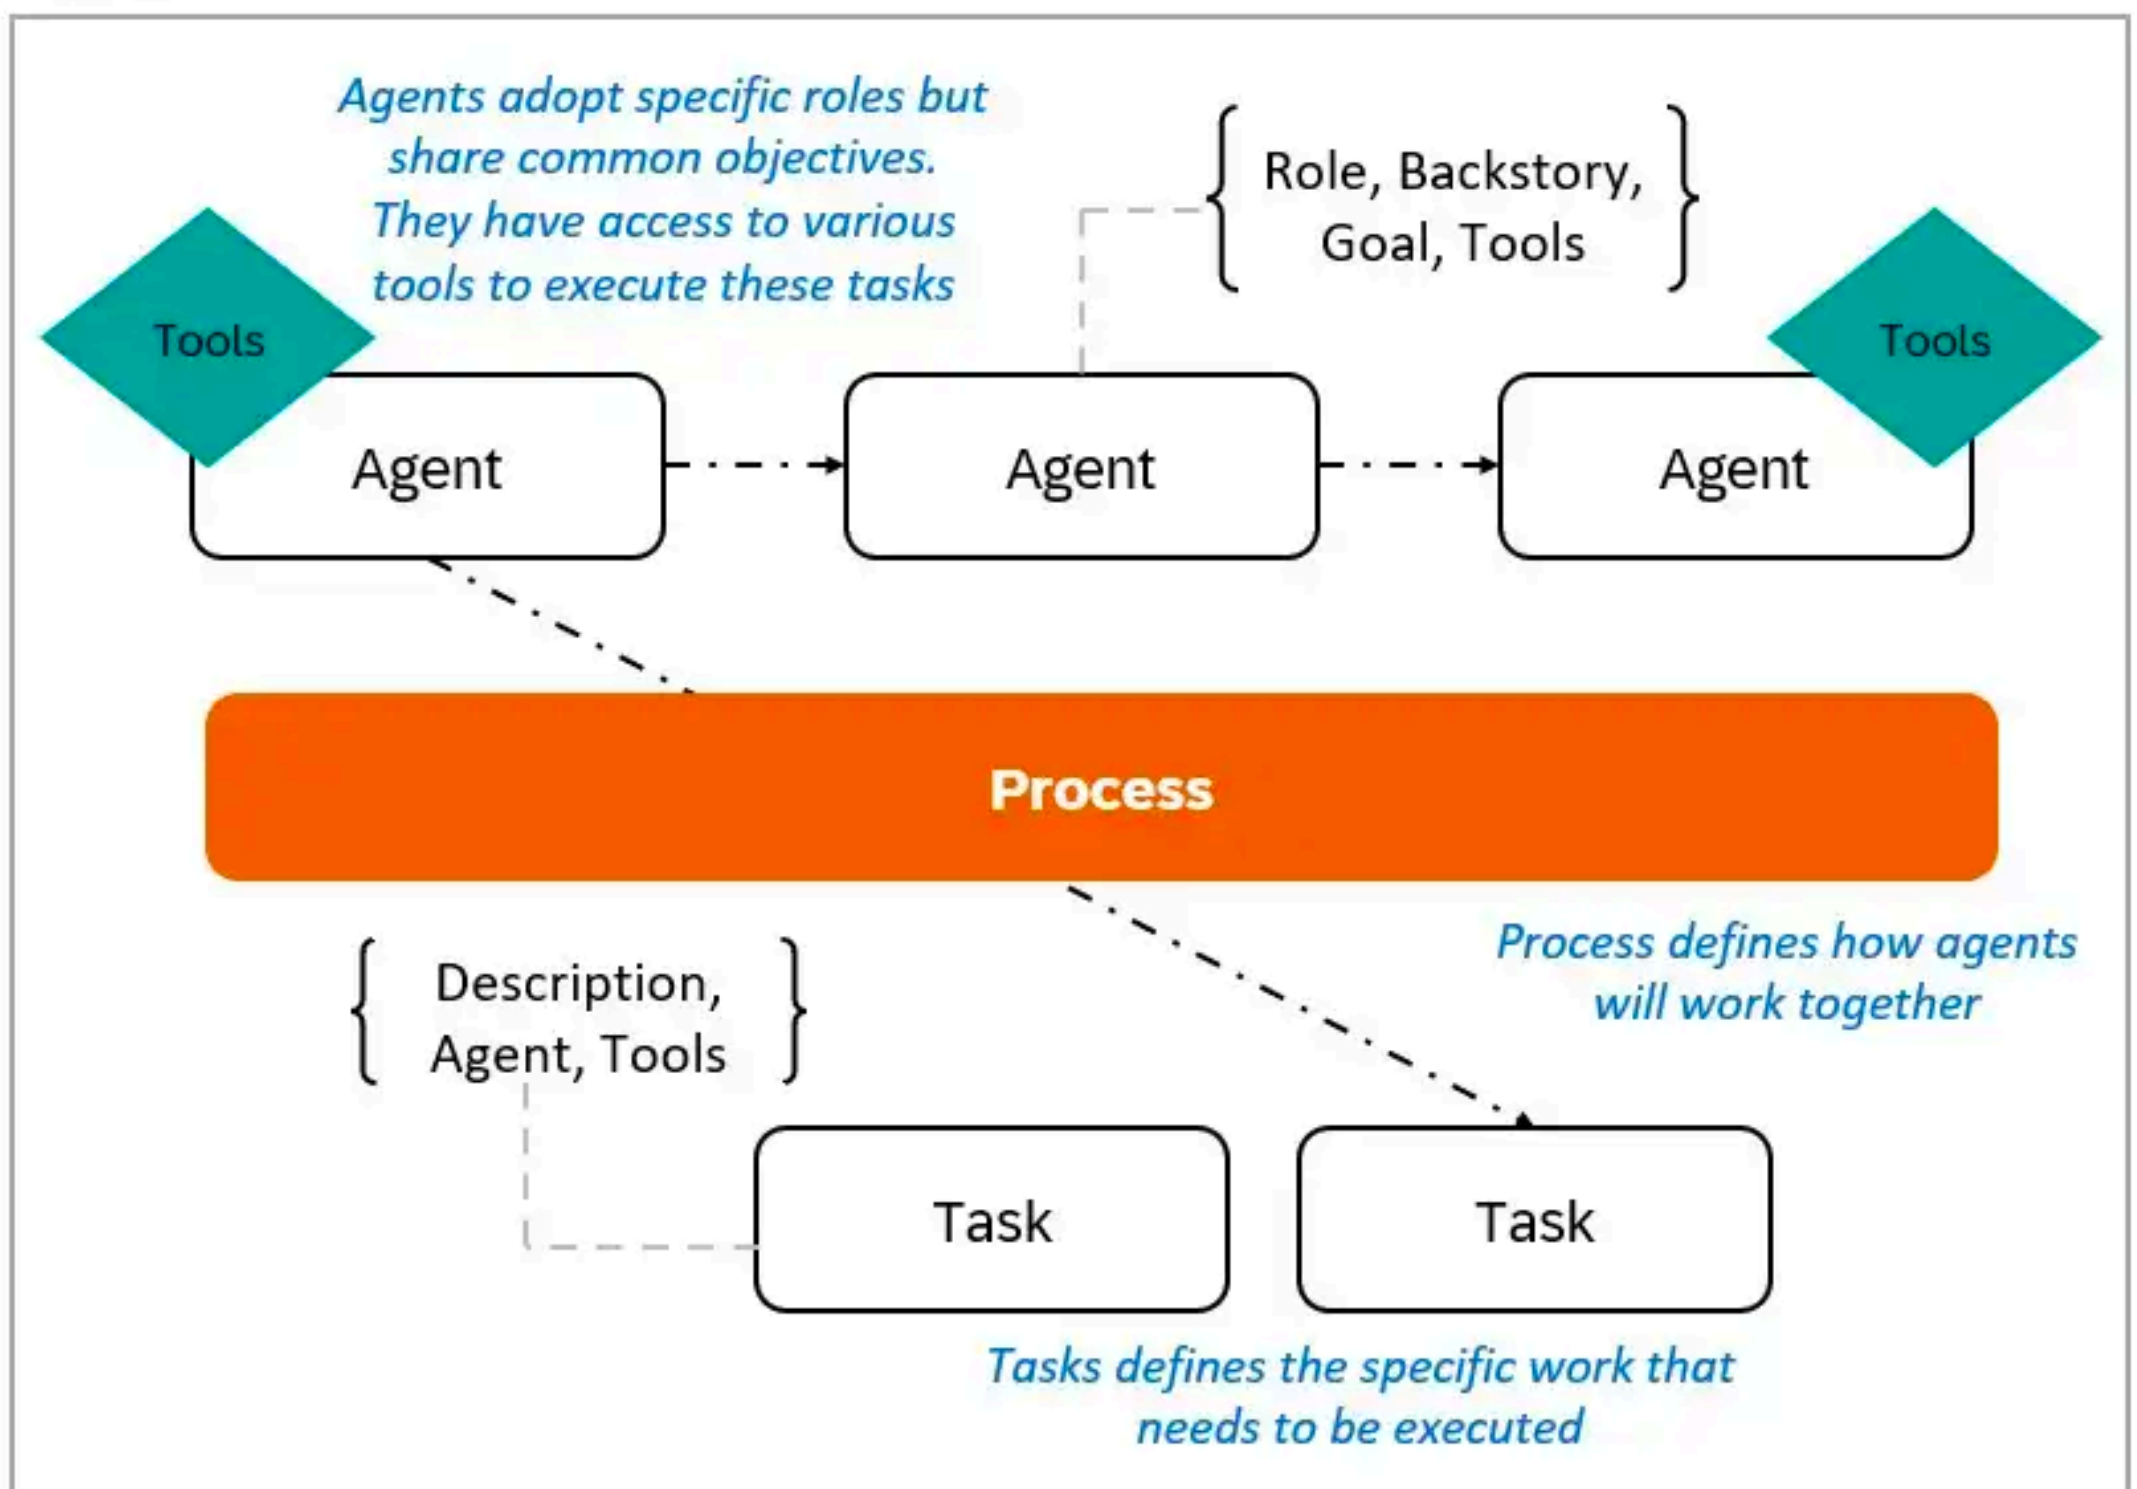 Agents adopt specific roles but
share common objectives.
They have access to various
tools to execute these tasks
Role, Backstory,
Goal, Tools
Tools
Tools
Agent
Agent
Agent
Process
Process defines how agents
will work together
Description,
Agent, Tools
Task
Task
Tasks defines the specific work that
needs to be executed